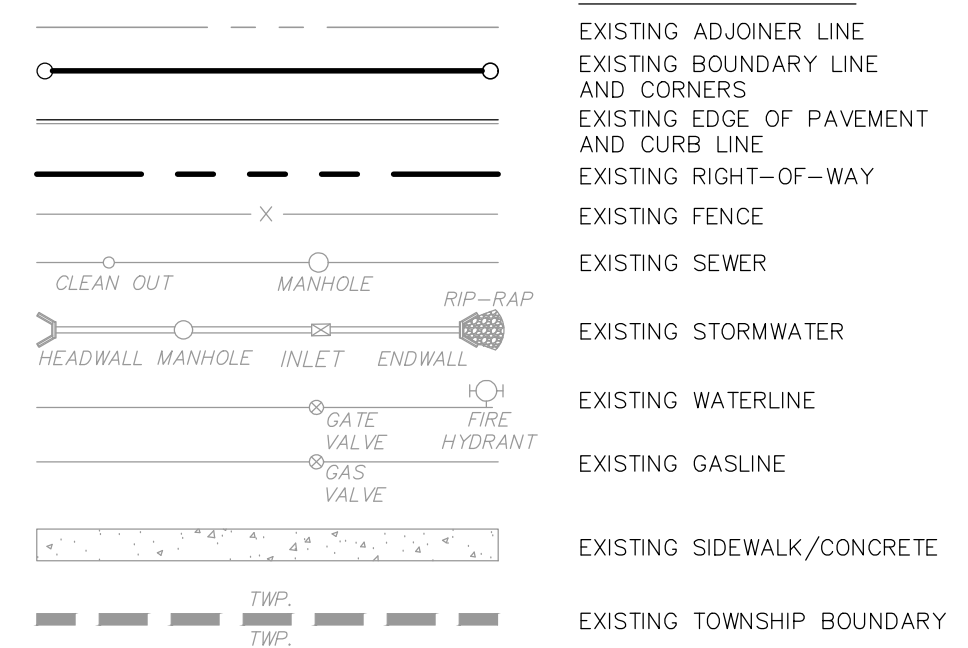 EXISTING ADJOINER LINE
EXISTING BOUNDARY LINE
AND CORNERS
EXISTING EDGE OF PAVEMENT
AND CURB LINE
EXISTING RIGHT-OF-WAY
X
EXISTING FENCE
CLEAN OUT
MANHOLE
EXISTING SEWER
RIP-RAP
HEADWALL
MANHOLE
INLET
ENDWALL
EXISTING STORMWATER
GATE
VALVE
FIRE
HYDRANT
EXISTING WATERLINE
GAS
VALVE
EXISTING GASLINE
EXISTING SIDEWALK/CONCRETE
TWP.
TWP.
EXISTING TOWNSHIP BOUNDARY